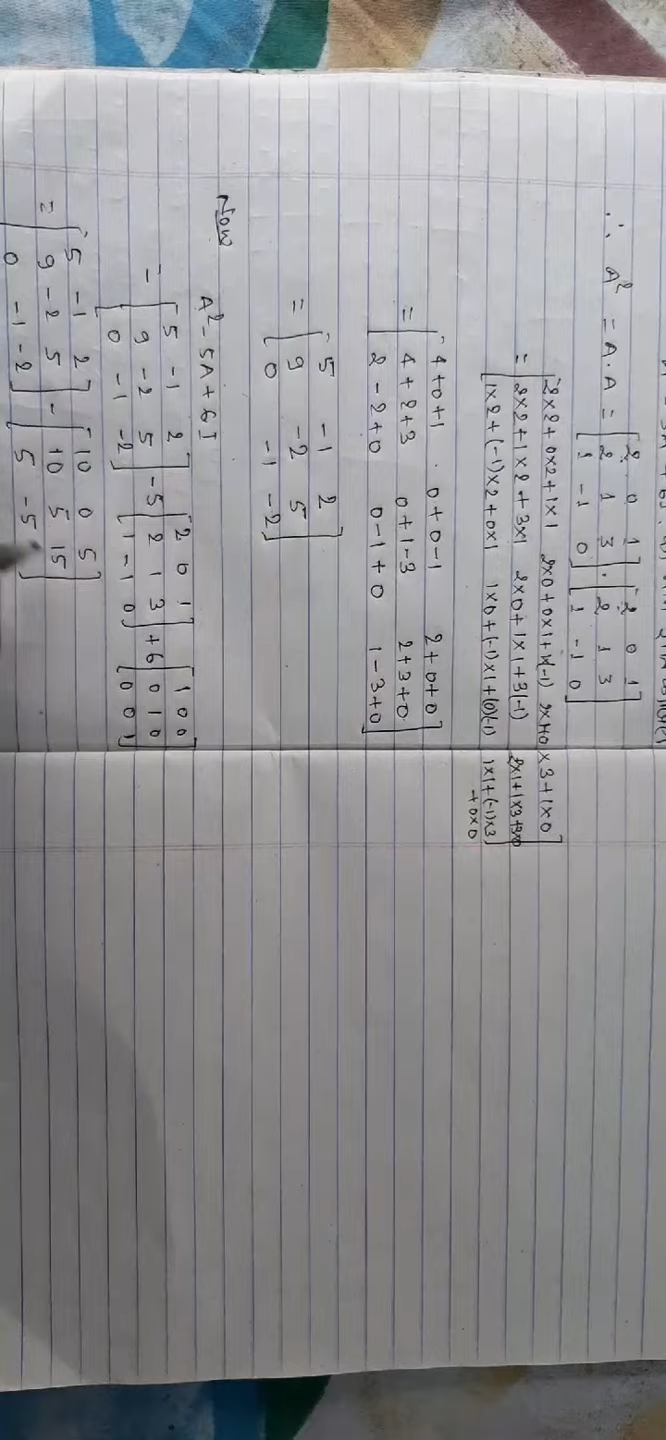 ∴ A² = A.A = [2 0 1 . [2 0 1
2 1 3 2 1 3
1 -1 0] 1 -1 0]
= [2×2+0×2+1×1 2×0+0×1+1(-1) 2×1+0×3+1×0
2×2+1×2+3×1 2×0+1×1+3(-1) 2×1+1×3+3×0
1×2+(-1)×2+0×1 1×0+(-1)×1+(0)(-1) 1×1+(-1)×3
+0×0]
= [4+0+1 0+0-1 2+0+0
4+2+3 0+1-3 2+3+0
2-2+0 0-1+0 1-3+0]
= [5 -1 2
9 -2 5
0 -1 -2]
Now
A²-5A+6I
= [5 -1 2 [2 0 1 [1 0 0
9 -2 5 -5 2 1 3 +6 0 1 0
0 -1 -2] 1 -1 0] 0 0 1]
= [5 -1 2 [10 0 5
9 -2 5 - 10 5 15
0 -1 -2] 5 -5